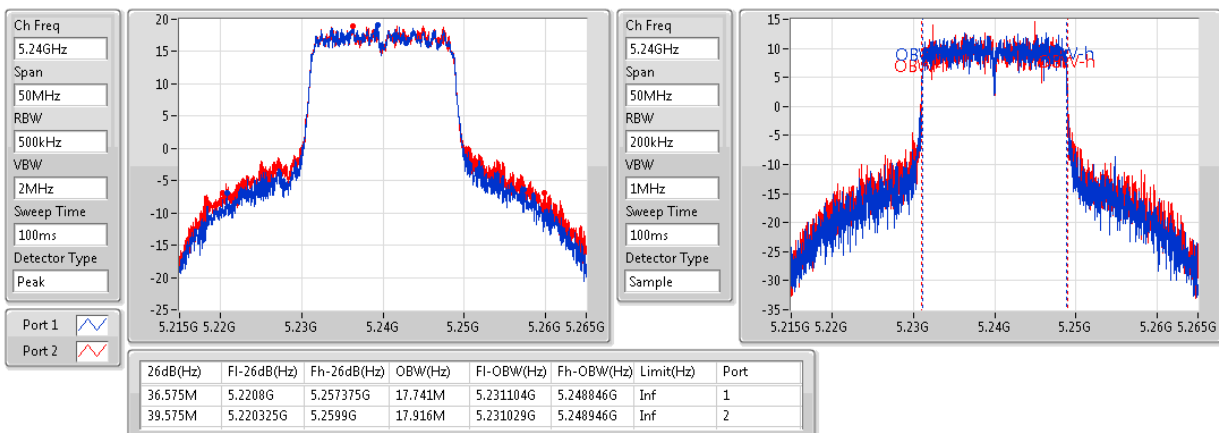 Ch Freq
5.24GHz
Span
50MHz
RBW
500kHz
VBW
2MHz
Sweep Time
100ms
Detector Type
Peak
Port 1
Port 2
20
15
10
5
0
-5
-10
-15
-20
-25
5.215G 5.22G 5.23G 5.24G 5.25G 5.26G 5.265G
Ch Freq
5.24GHz
Span
50MHz
RBW
200kHz
VBW
1MHz
Sweep Time
100ms
Detector Type
Sample
15
10
5
0
-5
-10
-15
-20
-25
-30
-35
5.215G 5.22G 5.23G 5.24G 5.25G 5.26G 5.265G
26dB(Hz) Fl-26dB(Hz) Fh-26dB(Hz) OBW(Hz) Fl-OBW(Hz) Fh-OBW(Hz) Limit(Hz) Port
36.575M 5.2208G 5.257375G 17.741M 5.231104G 5.248846G Inf 1
39.575M 5.220325G 5.2599G 17.916M 5.231029G 5.248946G Inf 2